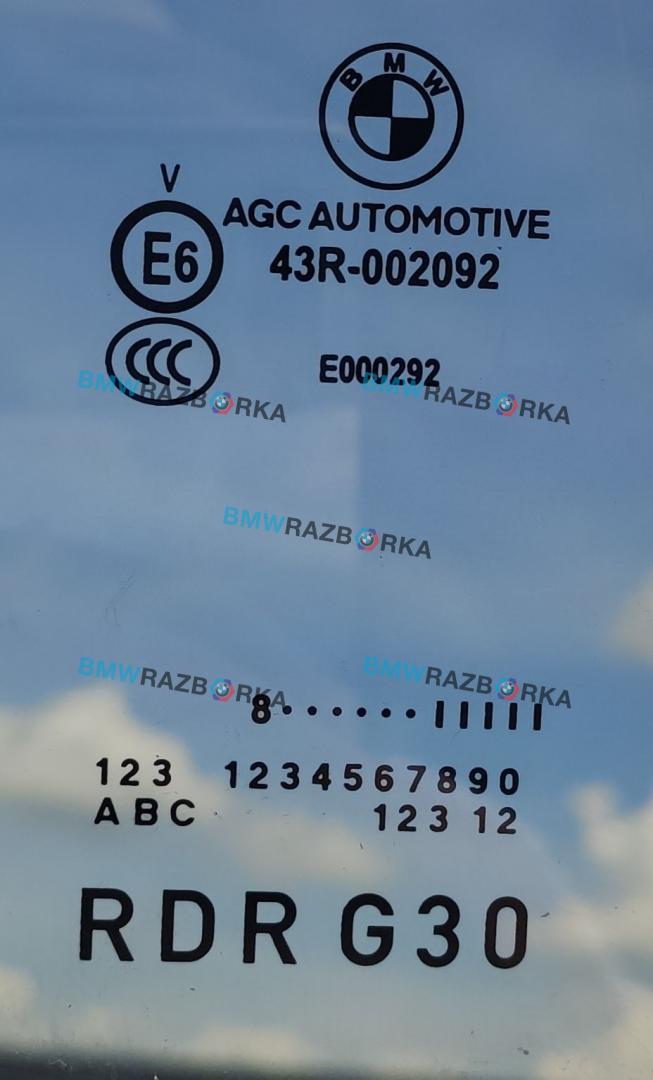 BMW
V
AGC AUTOMOTIVE
E6
43R-002092
CCC
E000292
BMWRAZBORKA
BMWRAZBORKA
BMWRAZBORKA
BMWRAZBORKA
BMWRAZBORKA
8 • • • • • • | | | | |
123 1234567890
ABC 123 12
RDR G30